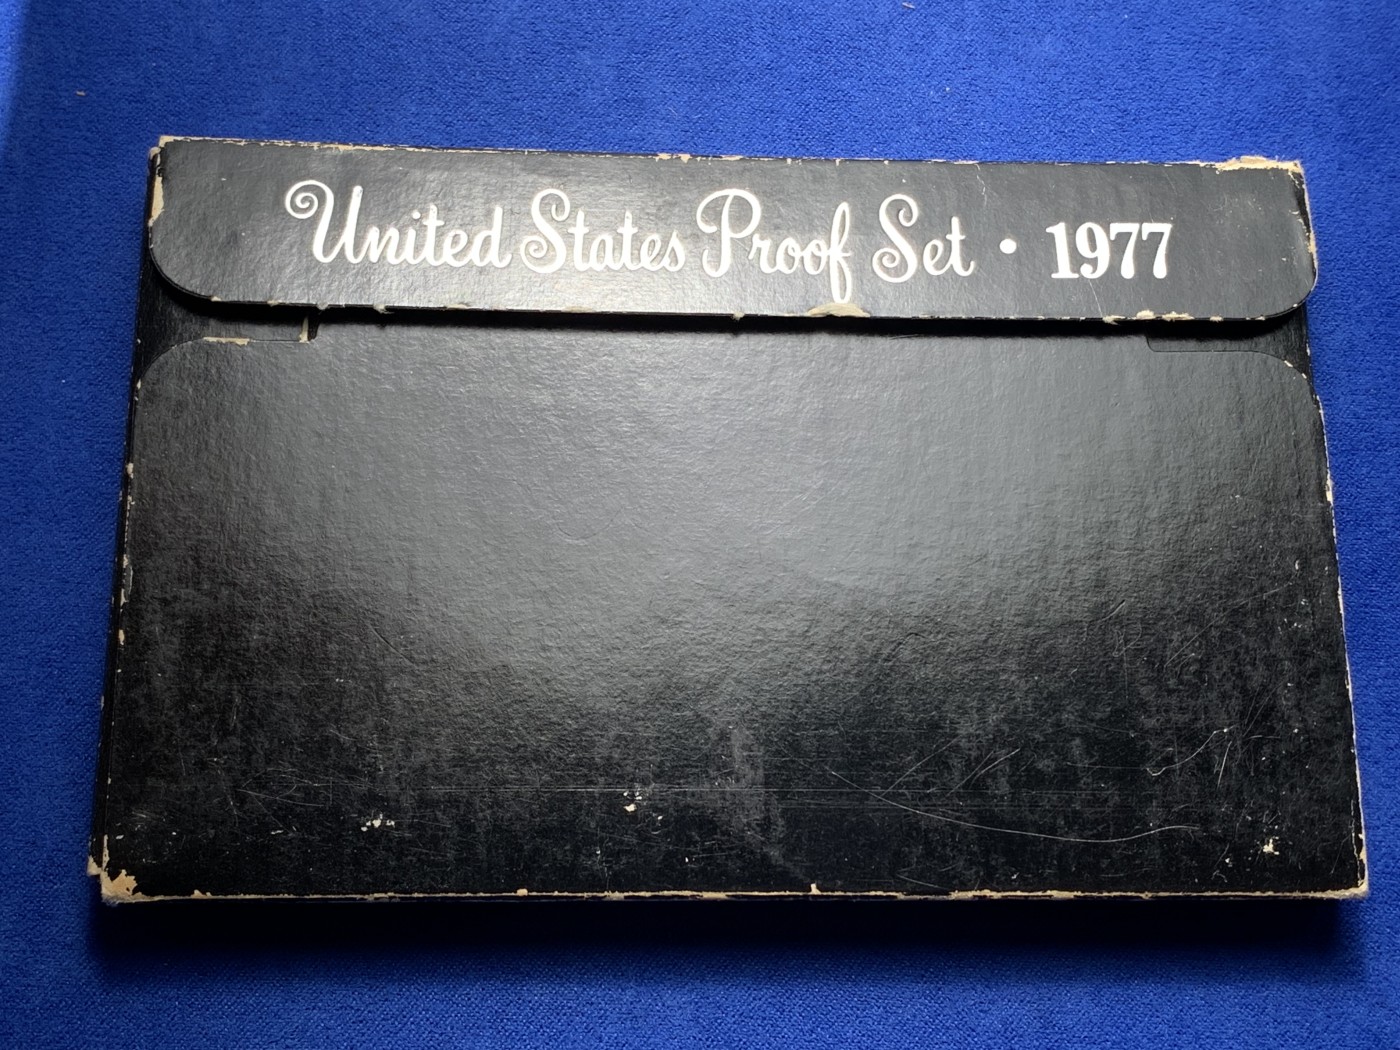 United States Proof Set • 1977